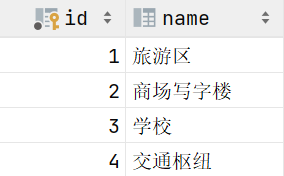 id name
1 旅游区
2 商场写字楼
3 学校
4 交通枢纽